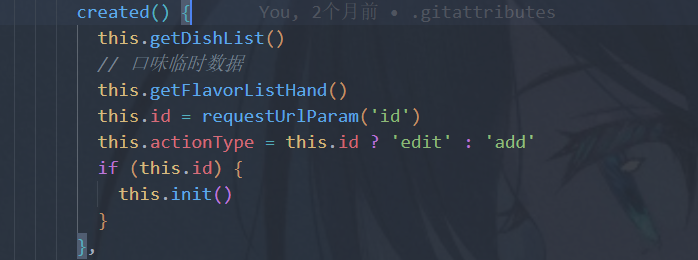 created() { You, 2个月前 • .gitattributes
this.getDishList()
// 口味临时数据
this.getFlavorListHand()
this.id = requestUrlParam('id')
this.actionType = this.id ? 'edit' : 'add'
if (this.id) {
this.init()
}
},